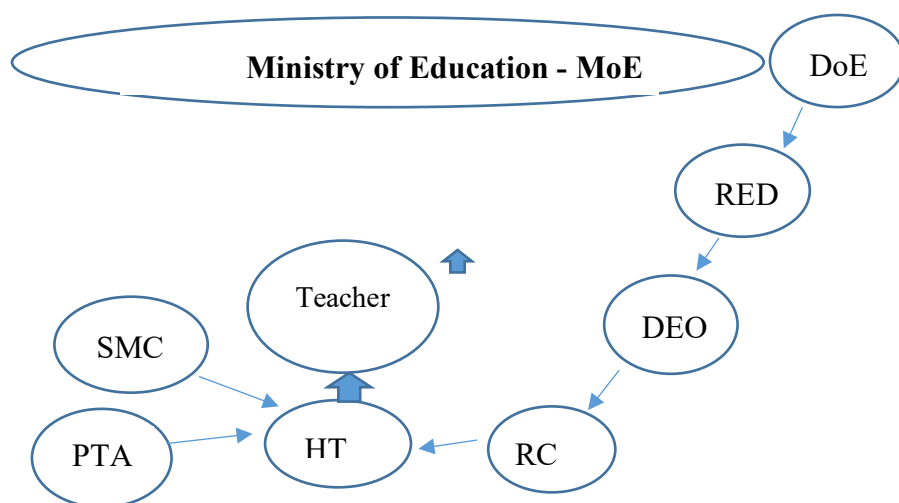 Ministry of Education - MoE
DoE
RED
Teacher
DEO
SMC
HT
RC
PTA